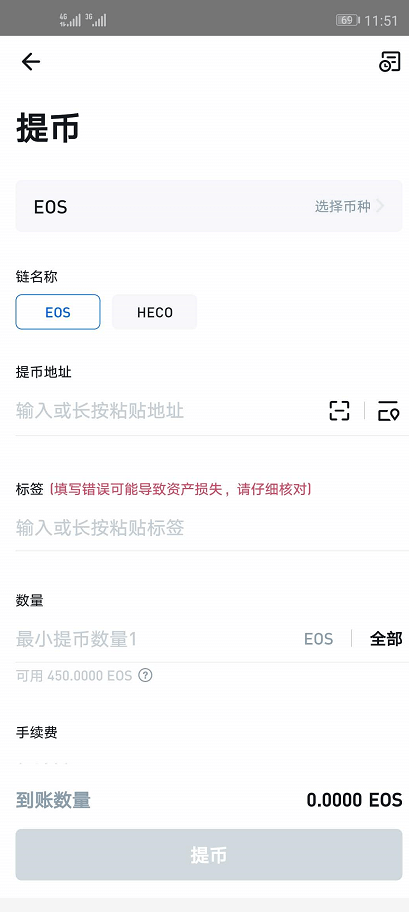 4G 3G 69 11:51
提币
EOS 选择币种
链名称
EOS HECO
提币地址
输入或长按粘贴地址
标签 (填写错误可能导致资产损失，请仔细核对)
输入或长按粘贴标签
数量
最小提币数量1 EOS 全部
可用 450.0000 EOS ?
手续费
到账数量 0.0000 EOS
提币